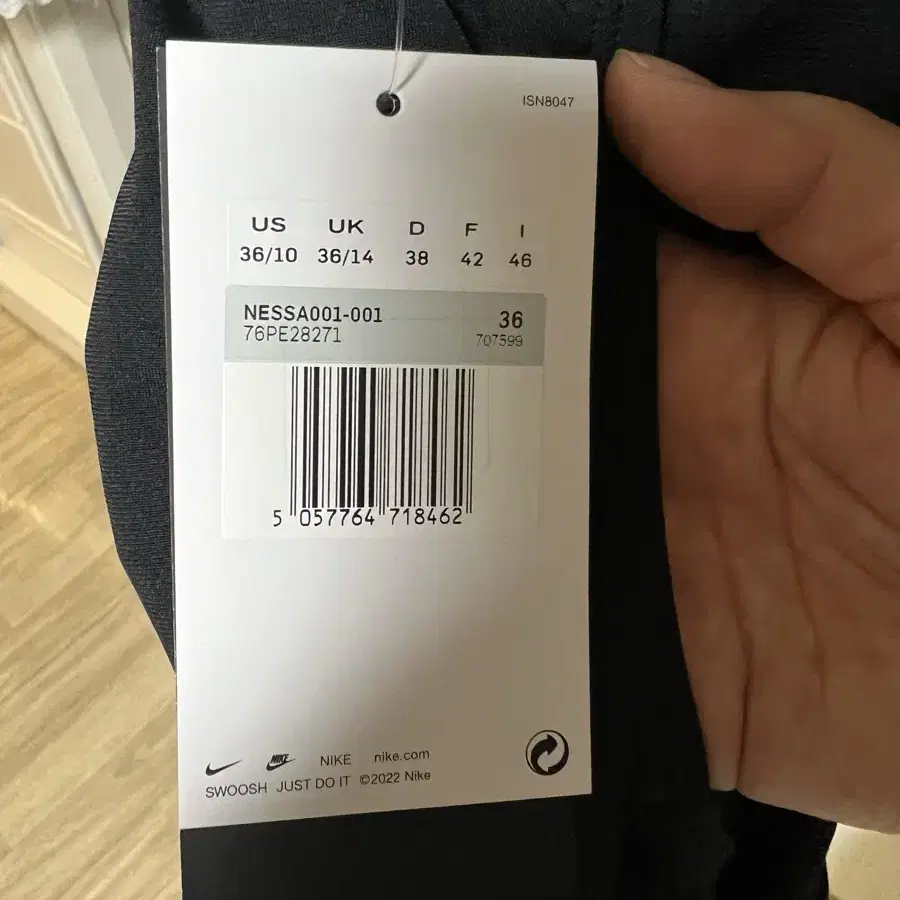 ISN8047
US UK D F I
36/10 36/14 38 42 46
NESSA001-001 36
76PE28271 707599
5 057764 718462
NIKE NIKE nike.com
SWOOSH JUST DO IT ©2022 Nike